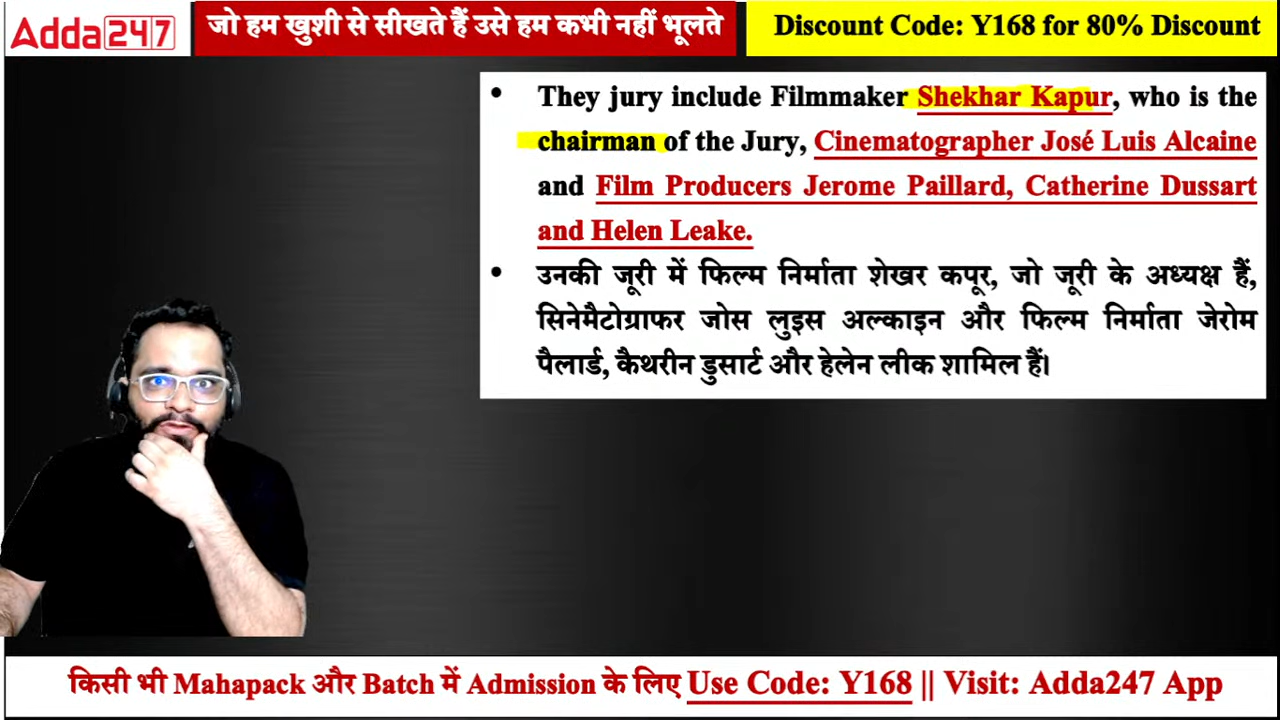 Adda247
जो हम खुशी से सीखते हैं उसे हम कभी नहीं भूलते
Discount Code: Y168 for 80% Discount
• They jury include Filmmaker Shekhar Kapur, who is the
chairman of the Jury, Cinematographer José Luis Alcaine
and Film Producers Jerome Paillard, Catherine Dussart
and Helen Leake.
• उनकी जूरी में फिल्म निर्माता शेखर कपूर, जो जूरी के अध्यक्ष हैं,
सिनेमैटोग्राफर जोस लुइस अल्काइन और फिल्म निर्माता जेरोम
पैलार्ड, कैथरीन डुसार्ट और हेलेन लीक शामिल हैं।
किसी भी Mahapack और Batch में Admission के लिए Use Code: Y168 || Visit: Adda247 App